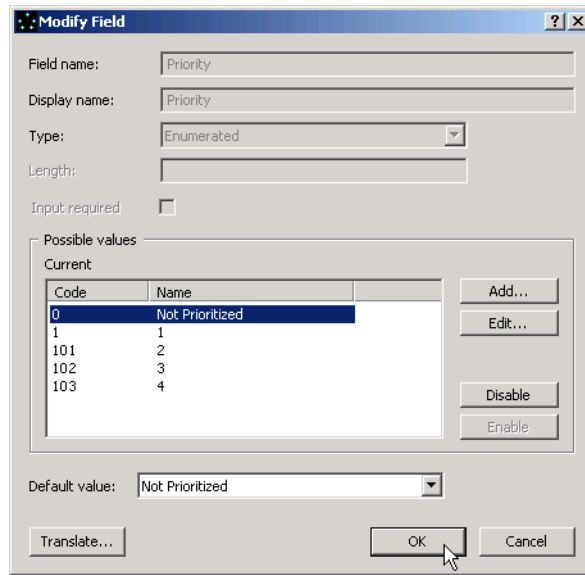 Modify Field
Field name: Priority
Display name: Priority
Type: Enumerated
Length:
Input required
Possible values
Current
Code Name
0 Not Prioritized
1 1
101 2
102 3
103 4
Add...
Edit...
Disable
Enable
Default value: Not Prioritized
Translate... OK Cancel